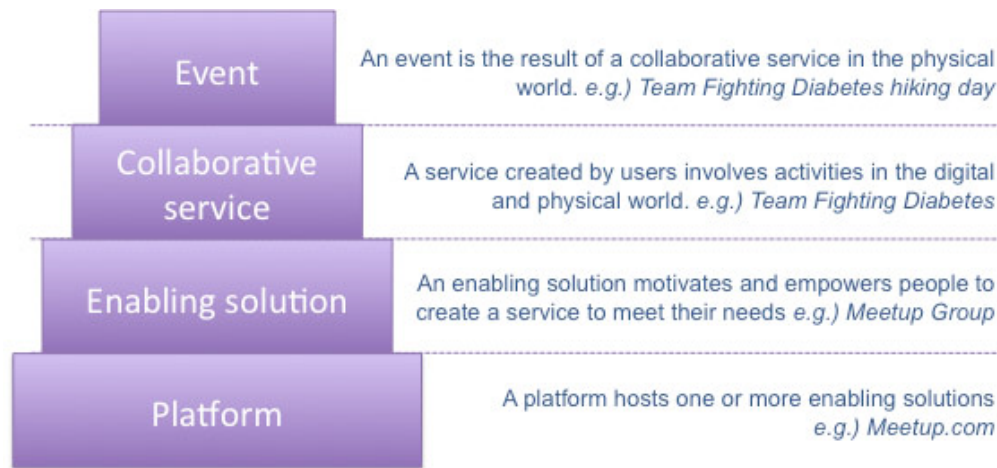 Event
An event is the result of a collaborative service in the physical
world. e.g.) Team Fighting Diabetes hiking day
Collaborative
service
A service created by users involves activities in the digital
and physical world. e.g.) Team Fighting Diabetes
Enabling solution
An enabling solution motivates and empowers people to
create a service to meet their needs e.g.) Meetup Group
Platform
A platform hosts one or more enabling solutions
e.g.) Meetup.com